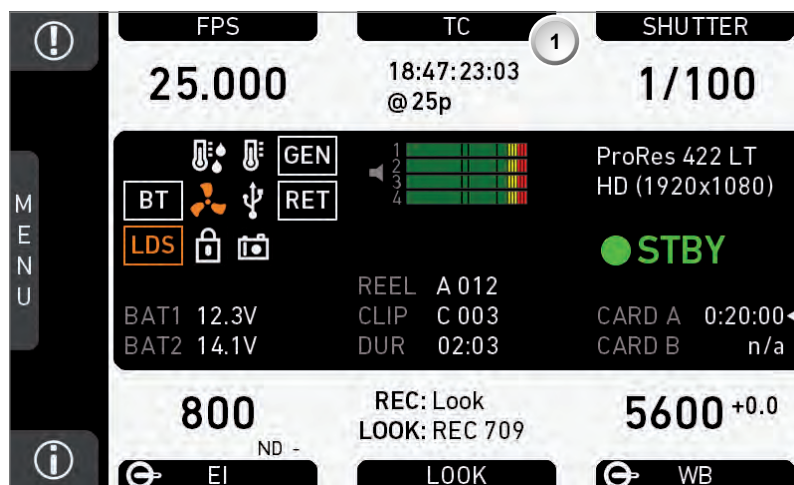 FPS
TC
1
SHUTTER
25.000
18:47:23:03
@ 25p
1/100
GEN
BT
RET
LDS
1
2
3
4
ProRes 422 LT
HD (1920x1080)
STBY
MENU
BAT1 12.3V
BAT2 14.1V
REEL A 012
CLIP C 003
DUR 02:03
CARD A 0:20:00
CARD B n/a
800
ND -
REC: Look
LOOK: REC 709
5600 +0.0
EI
LOOK
WB